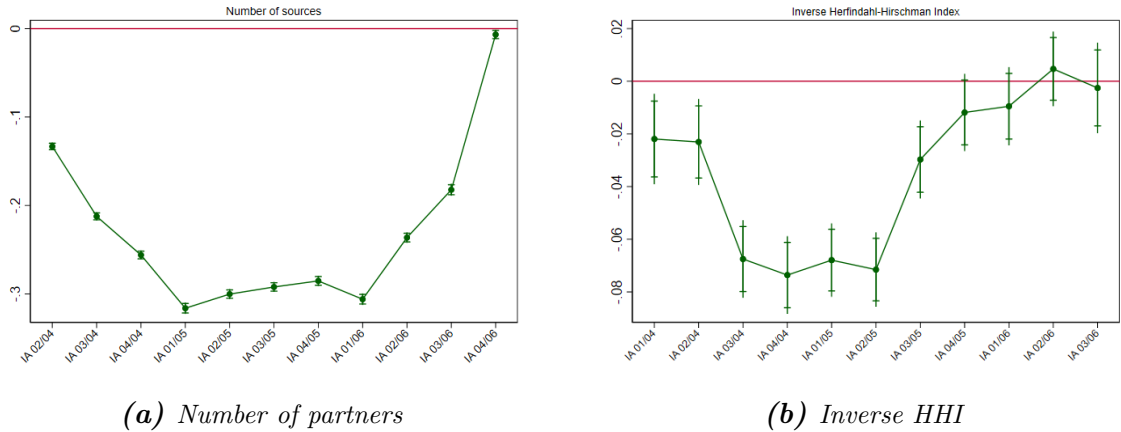 Number of sources
0
-.1
-.2
-.3
IA 02/04
IA 03/04
IA 04/04
IA 01/05
IA 02/05
IA 03/05
IA 04/05
IA 01/06
IA 02/06
IA 03/06
IA 04/06
(a) Number of partners
Inverse Herfindahl-Hirschman Index
.02
0
-.02
-.04
-.06
-.08
IA 01/04
IA 02/04
IA 03/04
IA 04/04
IA 01/05
IA 02/05
IA 03/05
IA 04/05
IA 01/06
IA 02/06
IA 03/06
(b) Inverse HHI